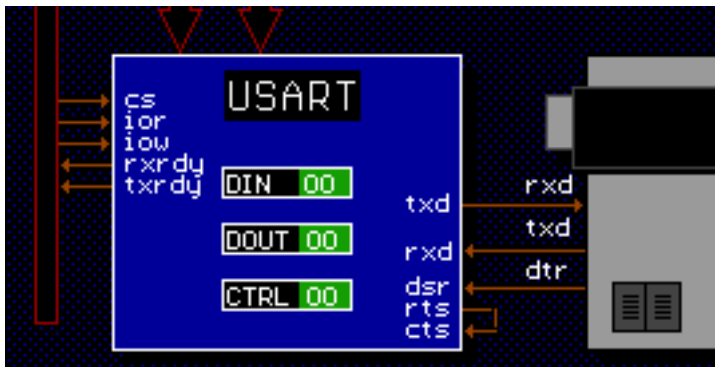 USART
cs
ior
iow
rxrdy
txrdy
DIN 00
DOUT 00
CTRL 00
txd
rxd
dsr
rts
cts
rxd
txd
dtr